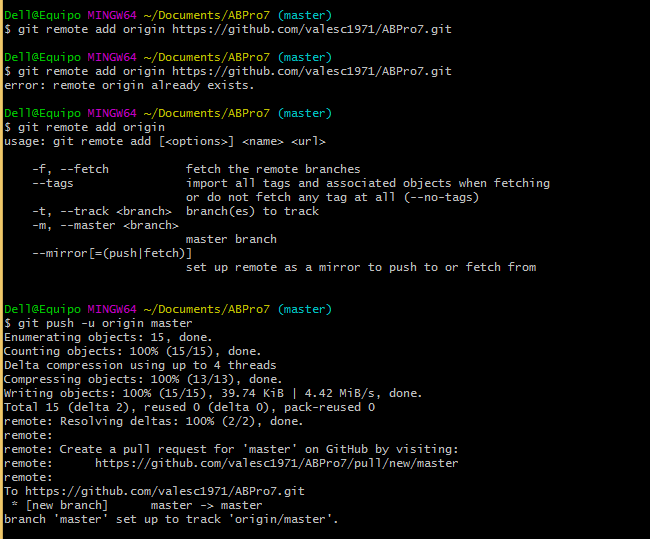 Dell@Equipo MINGW64 ~/Documents/ABPro7 (master)
$ git remote add origin https://github.com/valesc1971/ABPro7.git
Dell@Equipo MINGW64 ~/Documents/ABPro7 (master)
$ git remote add origin https://github.com/valesc1971/ABPro7.git
error: remote origin already exists.
Dell@Equipo MINGW64 ~/Documents/ABPro7 (master)
$ git remote add origin
usage: git remote add [<options>] <name> <url>
-f, --fetch fetch the remote branches
--tags import all tags and associated objects when fetching
or do not fetch any tag at all (--no-tags)
-t, --track <branch> branch(es) to track
-m, --master <branch>
master branch
--mirror[=(push|fetch)]
set up remote as a mirror to push to or fetch from
Dell@Equipo MINGW64 ~/Documents/ABPro7 (master)
$ git push -u origin master
Enumerating objects: 15, done.
Counting objects: 100% (15/15), done.
Delta compression using up to 4 threads
Compressing objects: 100% (13/13), done.
Writing objects: 100% (15/15), 39.74 KiB | 4.42 MiB/s, done.
Total 15 (delta 2), reused 0 (delta 0), pack-reused 0
remote: Resolving deltas: 100% (2/2), done.
remote:
remote: Create a pull request for 'master' on GitHub by visiting:
remote: https://github.com/valesc1971/ABPro7/pull/new/master
remote:
To https://github.com/valesc1971/ABPro7.git
* [new branch] master -> master
branch 'master' set up to track 'origin/master'.